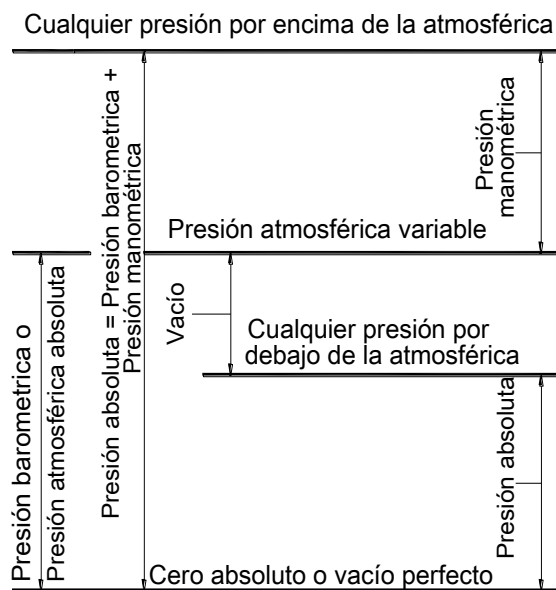 Cualquier presión por encima de la atmosférica
Presión barometrica o
Presión atmosférica absoluta
Presión absoluta = Presión barometrica +
Presión manométrica
Presión
manométrica
Presión atmosférica variable
Vacío
Cualquier presión por
debajo de la atmosférica
Presión absoluta
Cero absoluto o vacío perfecto